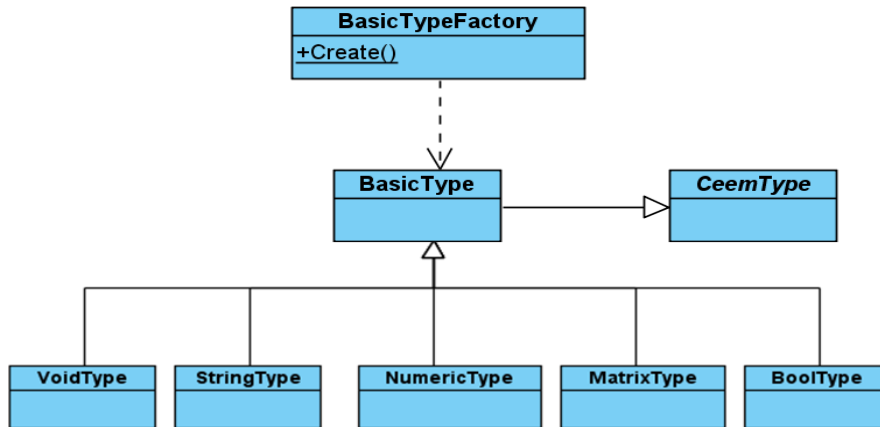 BasicTypeFactory
+Create()
BasicType
CeemType
VoidType
StringType
NumericType
MatrixType
BoolType